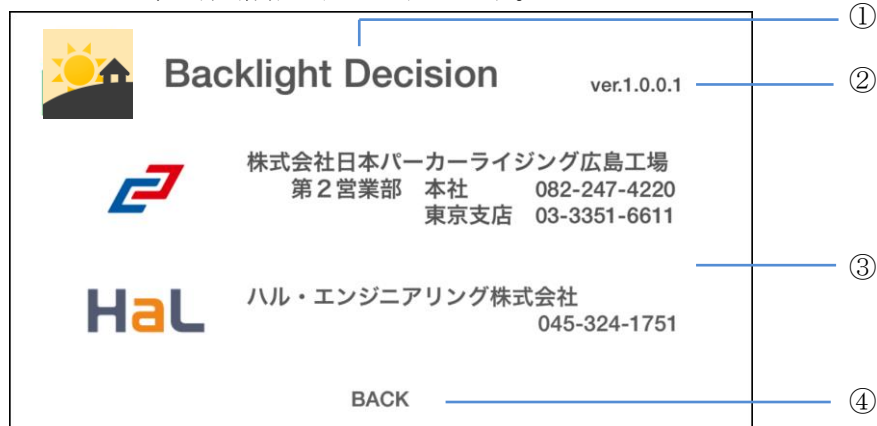 ①
Backlight Decision
ver.1.0.0.1
②
株式会社日本パーカーライジング広島工場
第２営業部 本社 082-247-4220
東京支店 03-3351-6611
③
HaL
ハル・エンジニアリング株式会社
045-324-1751
BACK
④